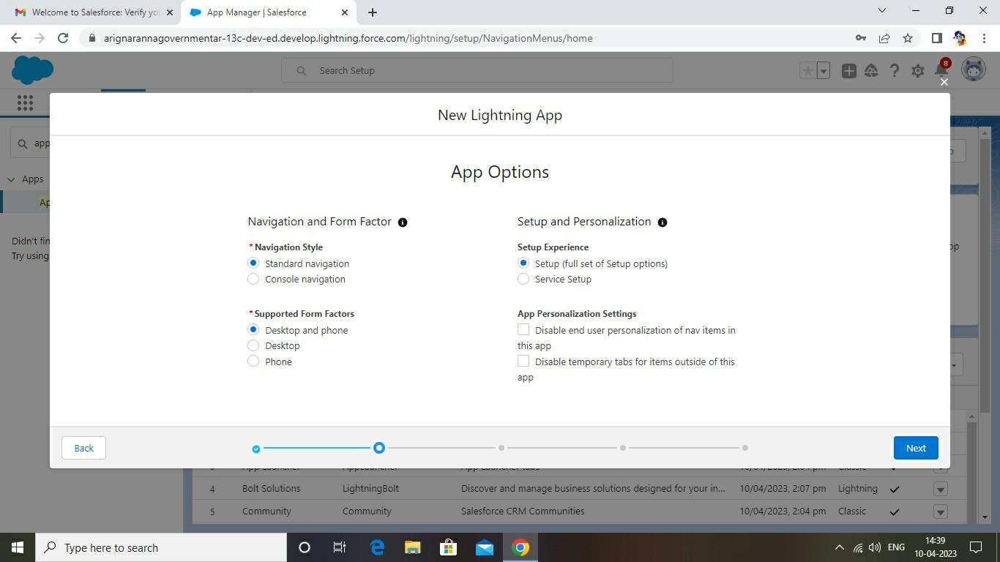 Welcome to Salesforce: Verify yo
App Manager | Salesforce
arignarannagovernmentar-13c-dev-ed.develop.lightning.force.com/lightning/setup/NavigationMenus/home
Search Setup
8
New Lightning App
app
App Options
Apps
Ap
Navigation and Form Factor
Setup and Personalization
Didn't fin
Try using
* Navigation Style
Setup Experience
Standard navigation
Setup (full set of Setup options)
Console navigation
Service Setup
* Supported Form Factors
App Personalization Settings
Desktop and phone
Disable end user personalization of nav items in
this app
Desktop
Phone
Disable temporary tabs for items outside of this
app
Back
Next
4 Bolt Solutions LightningBolt Discover and manage business solutions designed for your in... 10/04/2023, 2:07 pm Lightning
5 Community Community Salesforce CRM Communities 10/04/2023, 2:04 pm Classic
Type here to search
ENG
14:39
10-04-2023